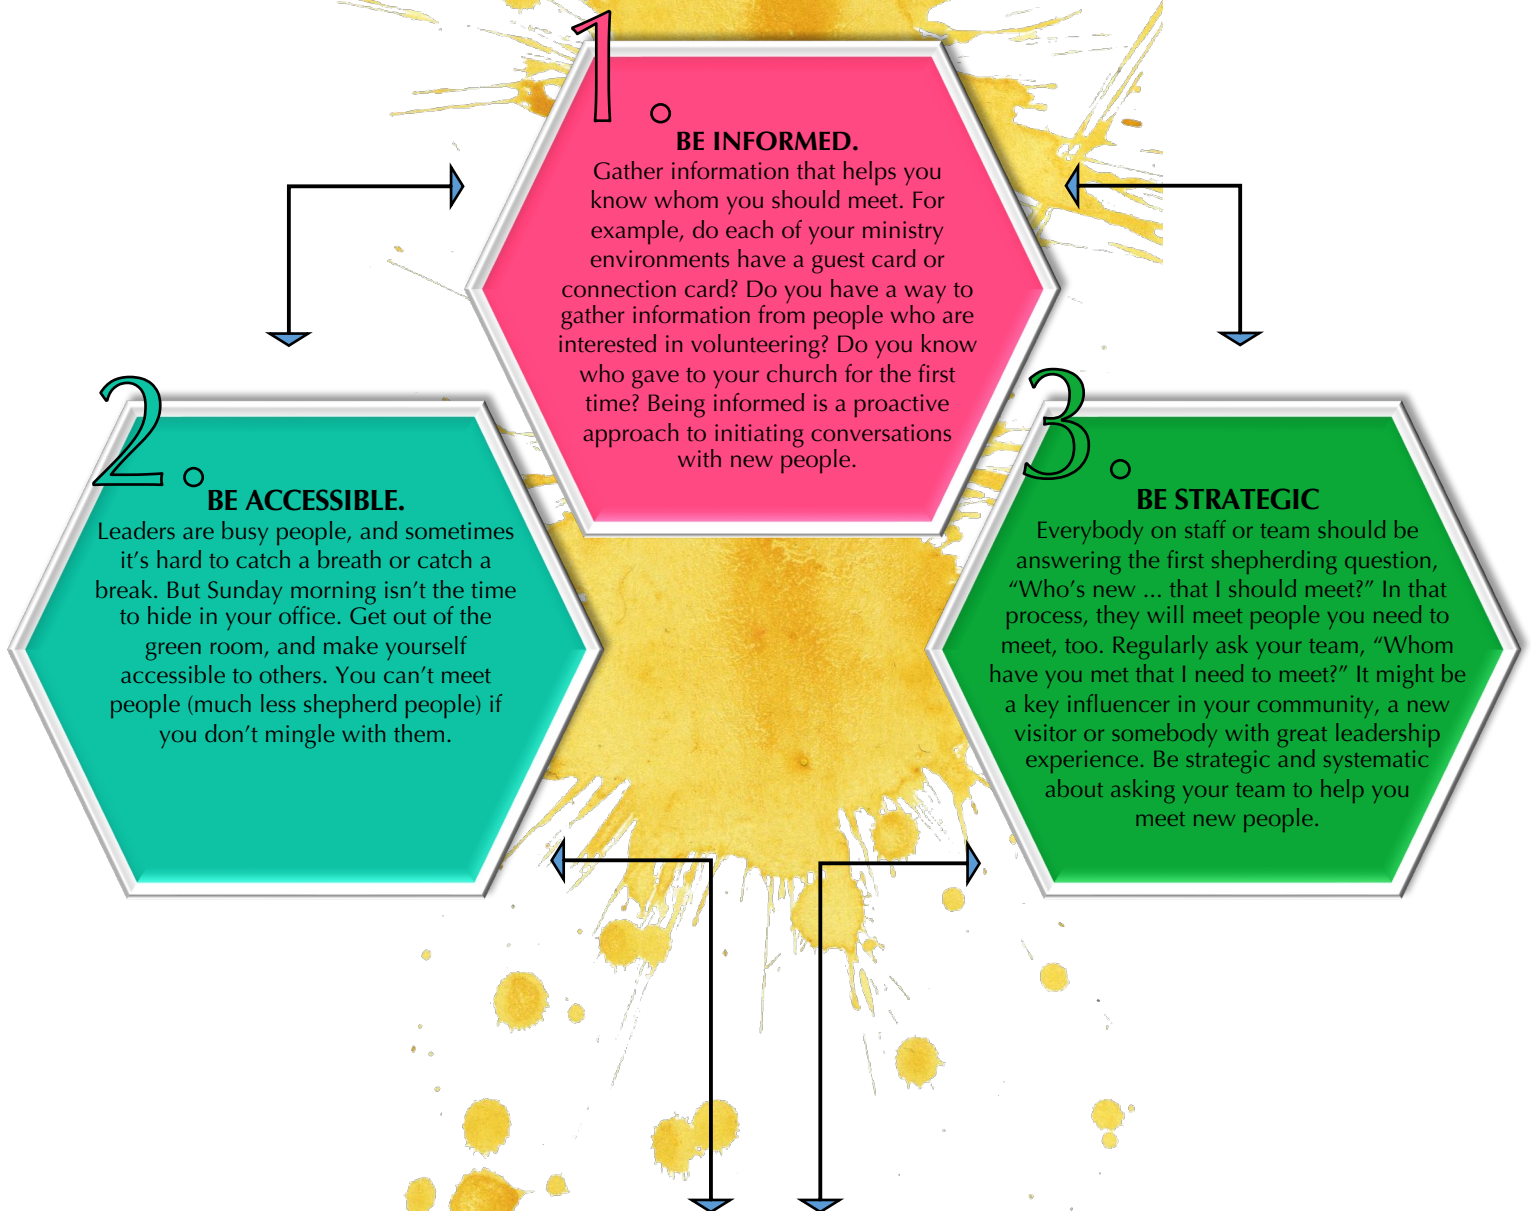 1.
BE INFORMED.
Gather information that helps you
know whom you should meet. For
example, do each of your ministry
environments have a guest card or
connection card? Do you have a way to
gather information from people who are
interested in volunteering? Do you know
who gave to your church for the first
time? Being informed is a proactive
approach to initiating conversations
with new people.
2.
BE ACCESSIBLE.
Leaders are busy people, and sometimes
it's hard to catch a breath or catch a
break. But Sunday morning isn't the time
to hide in your office. Get out of the
green room, and make yourself
accessible to others. You can't meet
people (much less shepherd people) if
you don't mingle with them.
3.
BE STRATEGIC
Everybody on staff or team should be
answering the first shepherding question,
“Who's new ... that I should meet?” In that
process, they will meet people you need to
meet, too. Regularly ask your team, “Whom
have you met that I need to meet?” It might be
a key influencer in your community, a new
visitor or somebody with great leadership
experience. Be strategic and systematic
about asking your team to help you
meet new people.